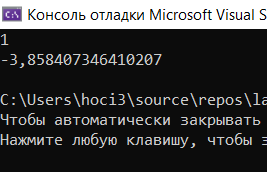 Консоль отладки Microsoft Visual S
1
-3,858407346410207
C:\Users\hoci3\source\repos\la
Чтобы автоматически закрывать
Нажмите любую клавишу, чтобы